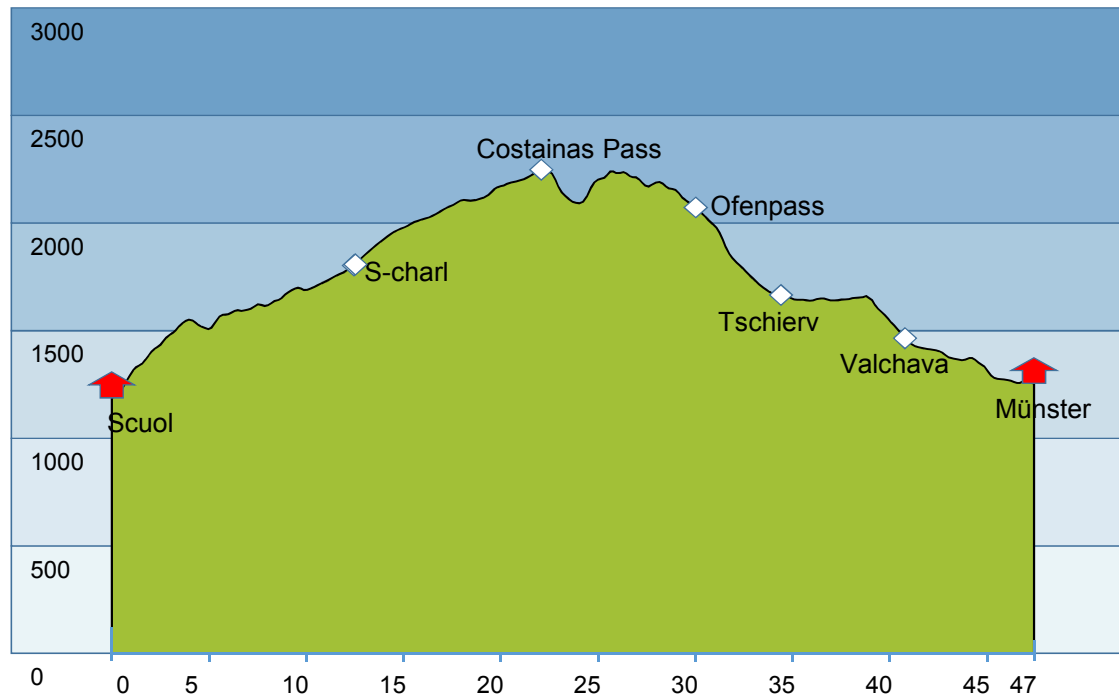 3000
2500
Costainas Pass
Ofenpass
2000
S-charl
Tschierv
1500
Valchava
Münster
Scuol
1000
500
0
0 5 10 15 20 25 30 35 40 45 47